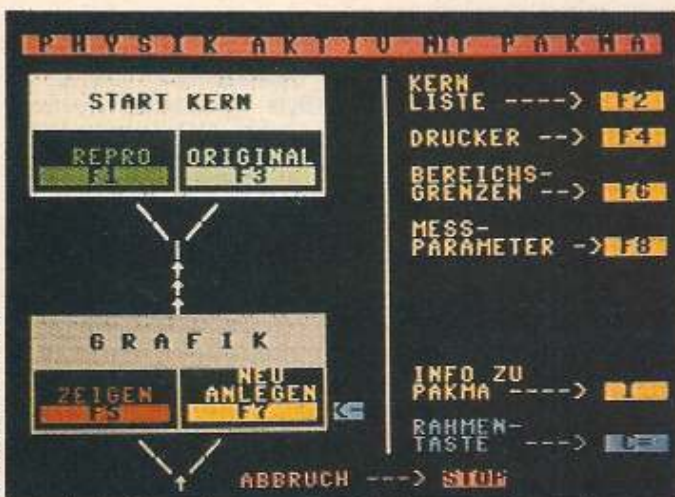 PHYSIK AKTIV MIT PAKMA
START KERN
REPRO
F1
ORIGINAL
F3
GRAFIK
ZEIGEN
F5
NEU
ANLEGEN
F7
C=
KERN
LISTE ----> F2
DRUCKER --> F4
BEREICHS-
GRENZEN --> F6
MESS-
PARAMETER -> F8
INFO ZU
PAKMA ----> I
RAHMEN-
TASTE ---> C=
ABBRUCH ---> STOP